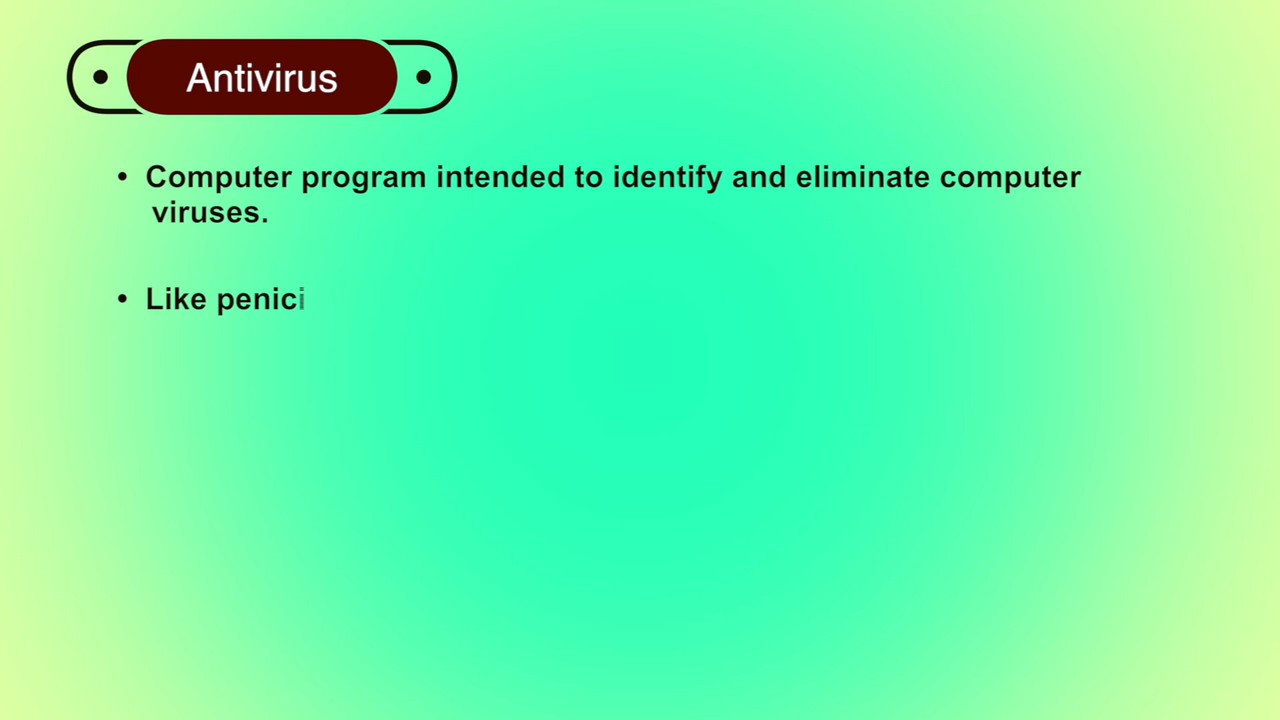 Antivirus
• Computer program intended to identify and eliminate computer
viruses.
• Like penici